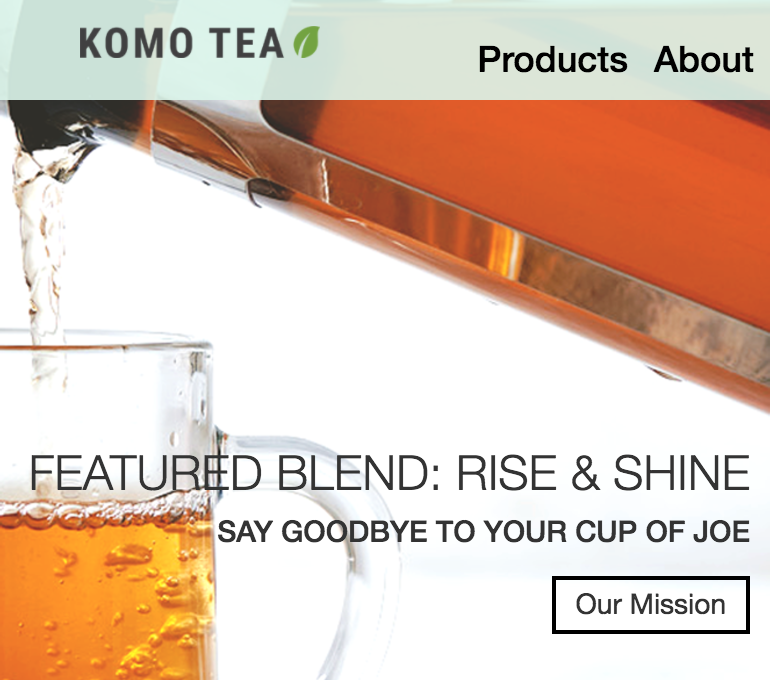 KOMO TEA
Products About
FEATURED BLEND: RISE & SHINE
SAY GOODBYE TO YOUR CUP OF JOE
Our Mission